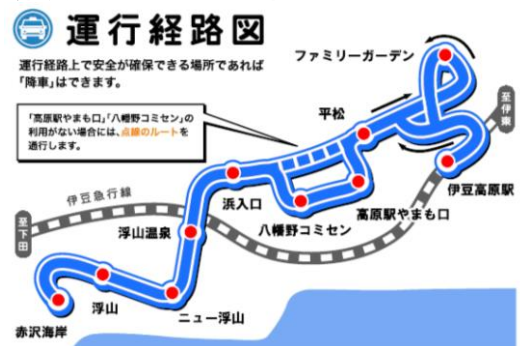 運行経路図
運行経路上で安全が確保できる場所であれば
「降車」はできます。
「高原駅やまも口」「八幡野コミセン」の
利用がない場合には、点線のルートを
通行します。
ファミリーガーデン
平松
至伊東
伊豆高原駅
高原駅やまも口
八幡野コミセン
浜入口
伊豆急行線
至下田
浮山温泉
ニュー浮山
浮山
赤沢海岸